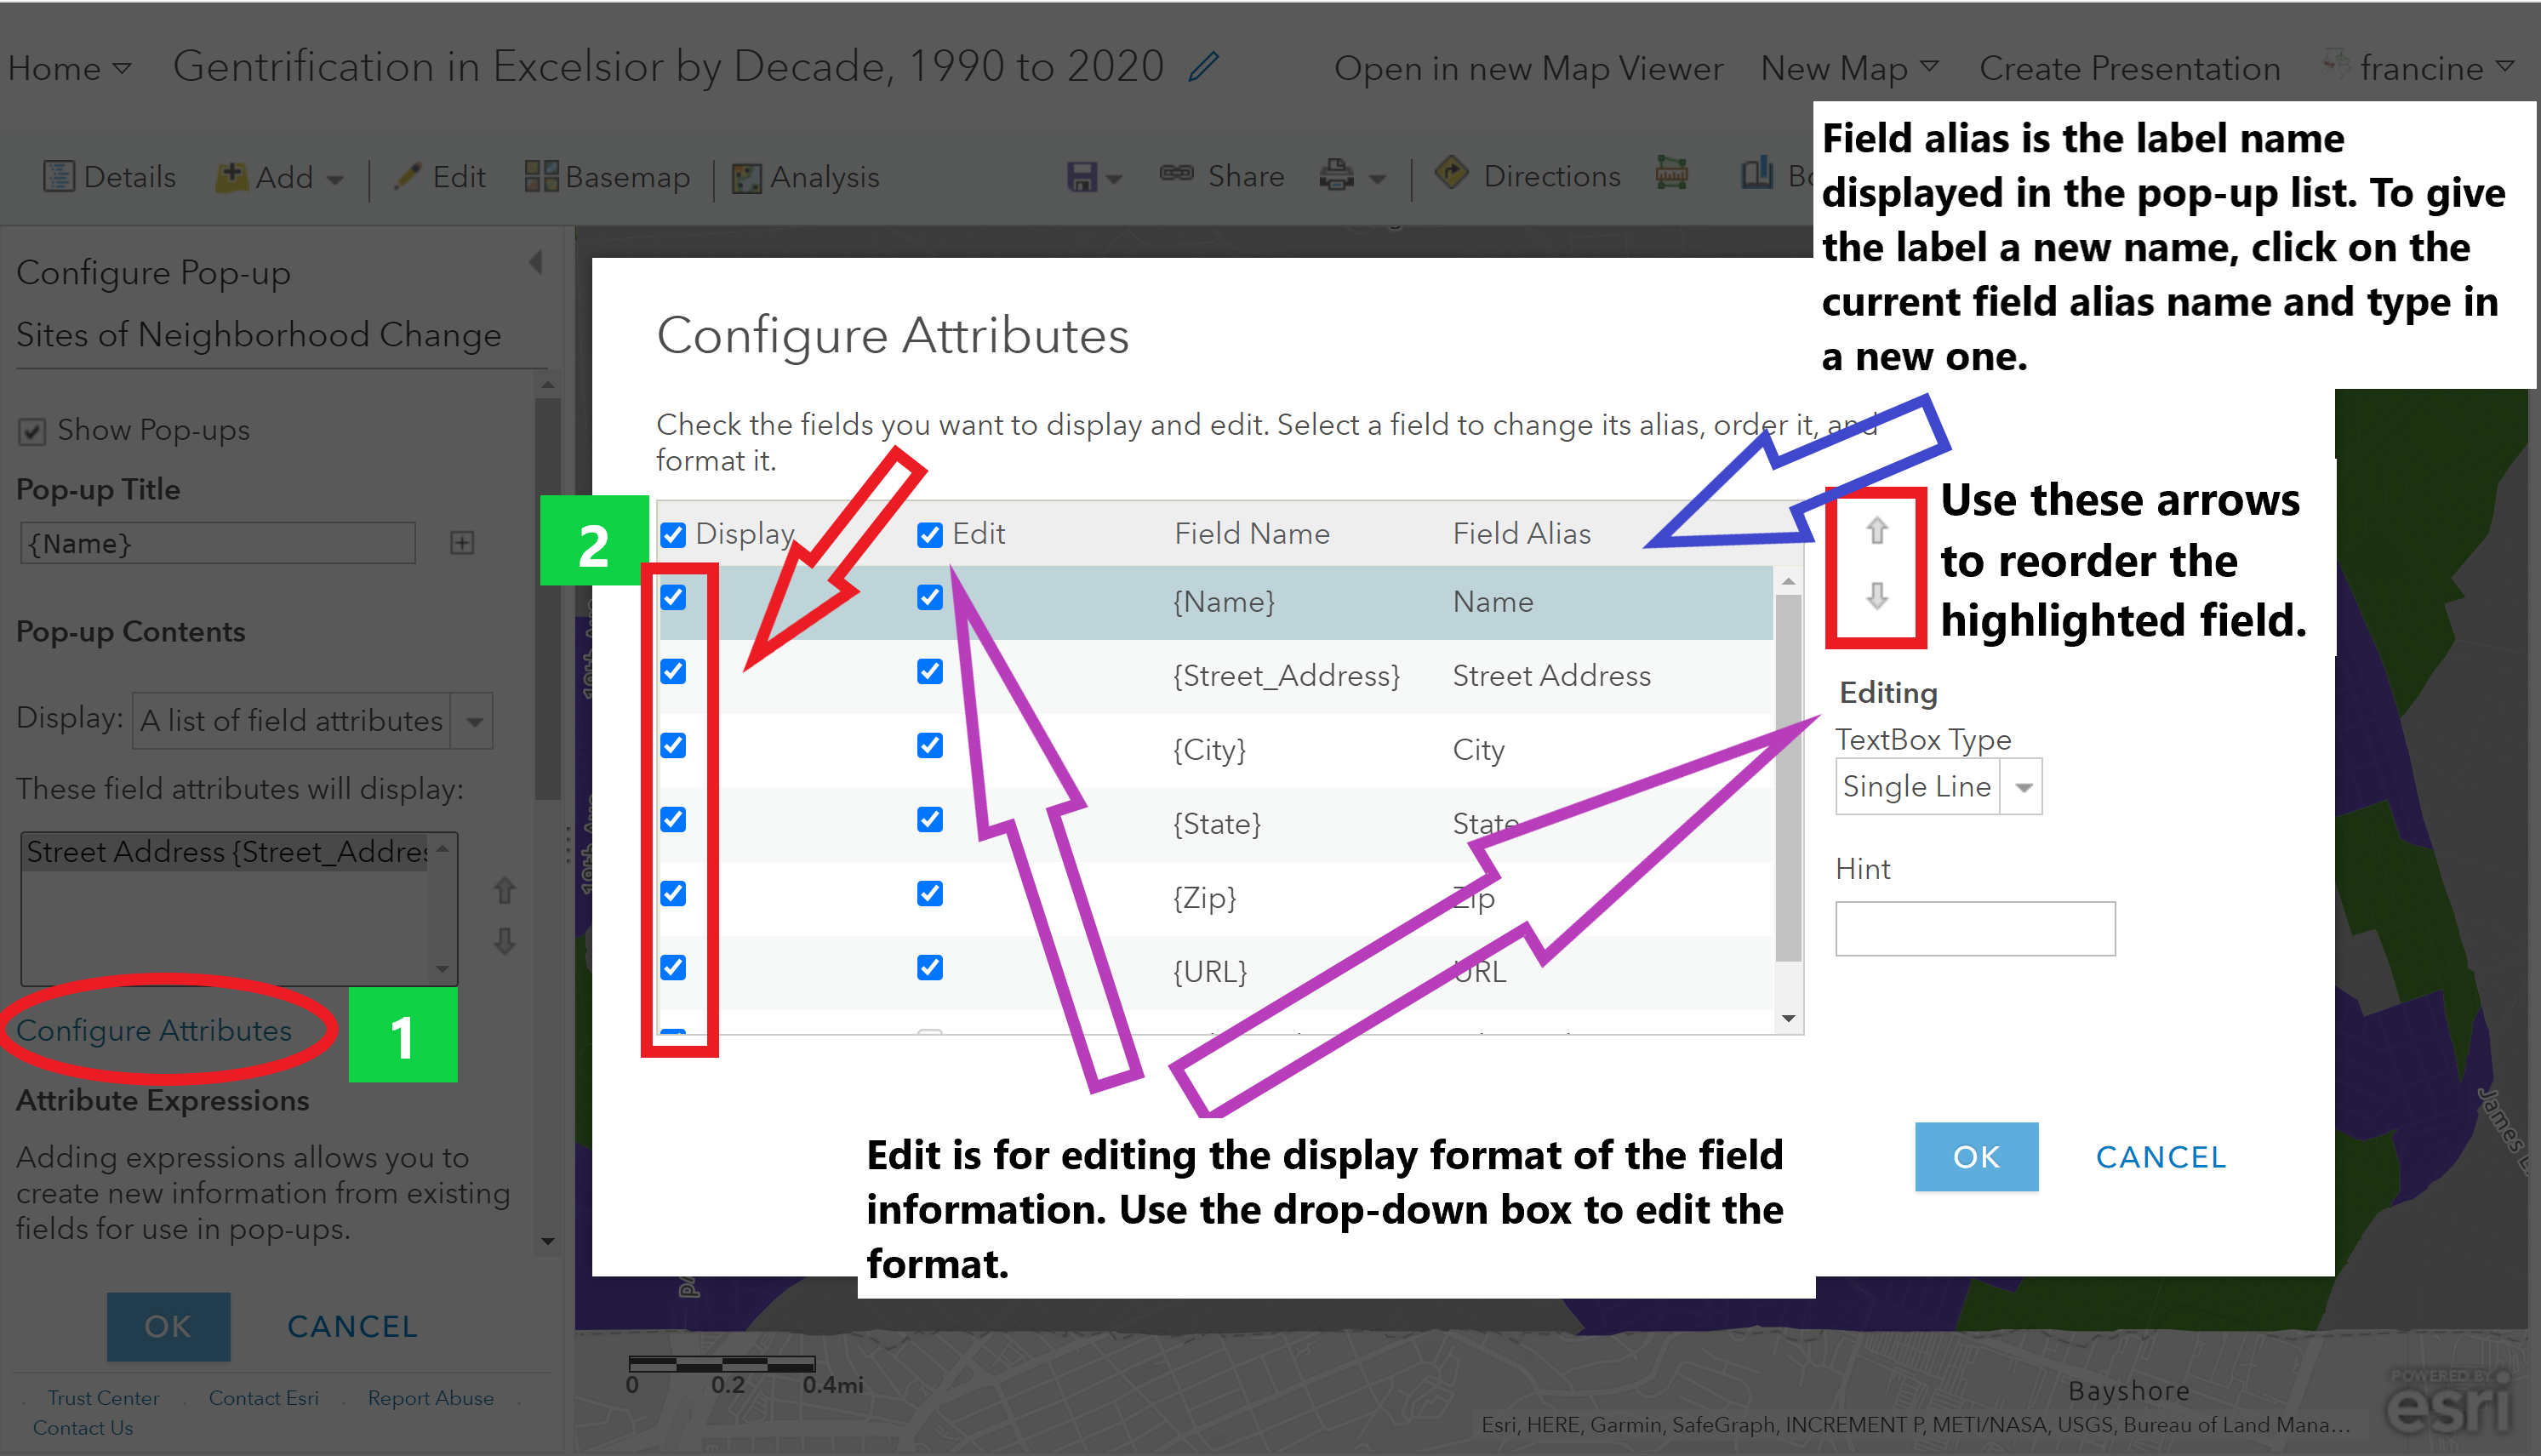 Home
Gentrification in Excelsior by Decade, 1990 to 2020
Open in new Map Viewer
New Map
Create Presentation
francine
Details
Add
Edit
Basemap
Analysis
Share
Directions
Field alias is the label name
displayed in the pop-up list. To give
the label a new name, click on the
current field alias name and type in
a new one.
Configure Pop-up
Sites of Neighborhood Change
Show Pop-ups
Pop-up Title
{Name}
Pop-up Contents
Display: A list of field attributes
These field attributes will display:
Street Address {Street_Addres
Configure Attributes
1
Attribute Expressions
Adding expressions allows you to
create new information from existing
fields for use in pop-ups.
OK
CANCEL
Trust Center
Contact Esri
Report Abuse
Contact Us
Configure Attributes
Check the fields you want to display and edit. Select a field to change its alias, order it, and
format it.
2
Display
Edit
Field Name
Field Alias
{Name}
Name
{Street_Address}
Street Address
{City}
City
{State}
State
{Zip}
Zip
{URL}
URL
Use these arrows
to reorder the
highlighted field.
Editing
TextBox Type
Single Line
Hint
OK
CANCEL
Edit is for editing the display format of the field
information. Use the drop-down box to edit the
format.
0
0.2
0.4mi
Bayshore
James
POWERED BY
esri
Esri, HERE, Garmin, SafeGraph, INCREMENT P, METI/NASA, USGS, Bureau of Land Mana...